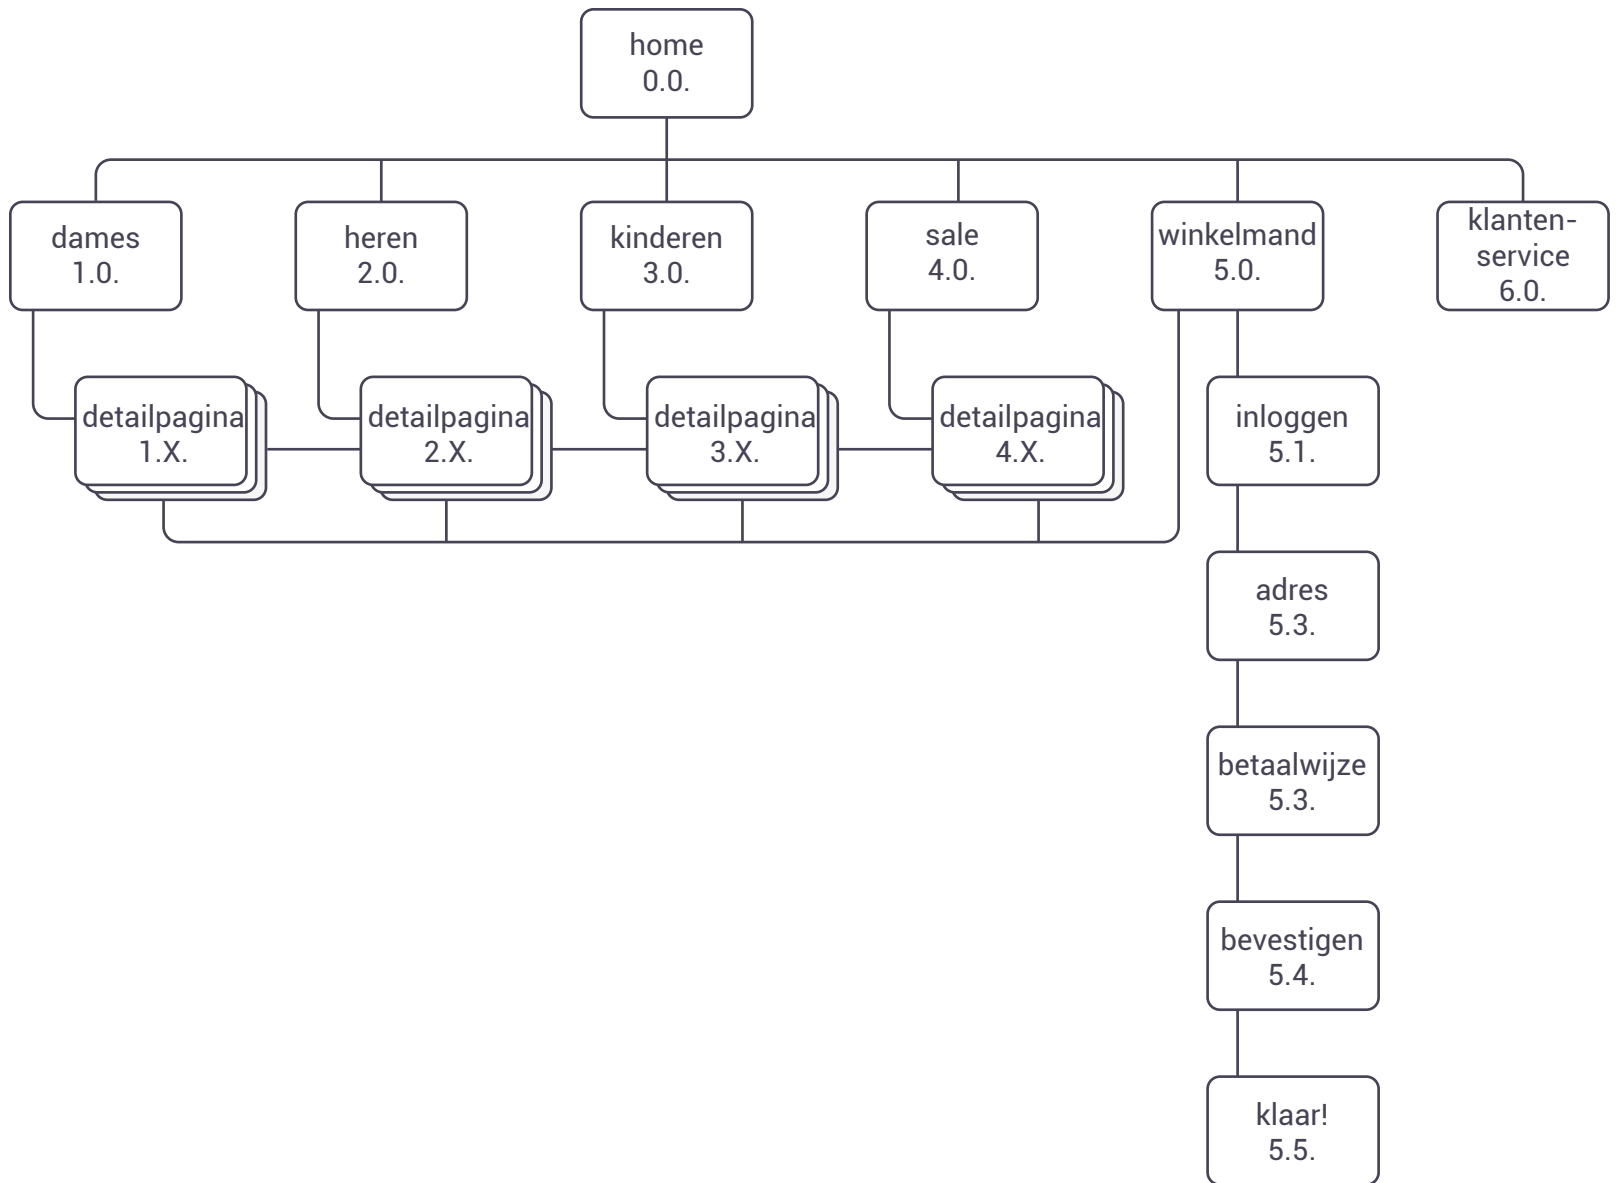 home
0.0.
dames
1.0.
heren
2.0.
kinderen
3.0.
sale
4.0.
winkelmand
5.0.
klanten-
service
6.0.
detailpagina
1.X.
detailpagina
2.X.
detailpagina
3.X.
detailpagina
4.X.
inloggen
5.1.
adres
5.3.
betaalwijze
5.3.
bevestigen
5.4.
klaar!
5.5.